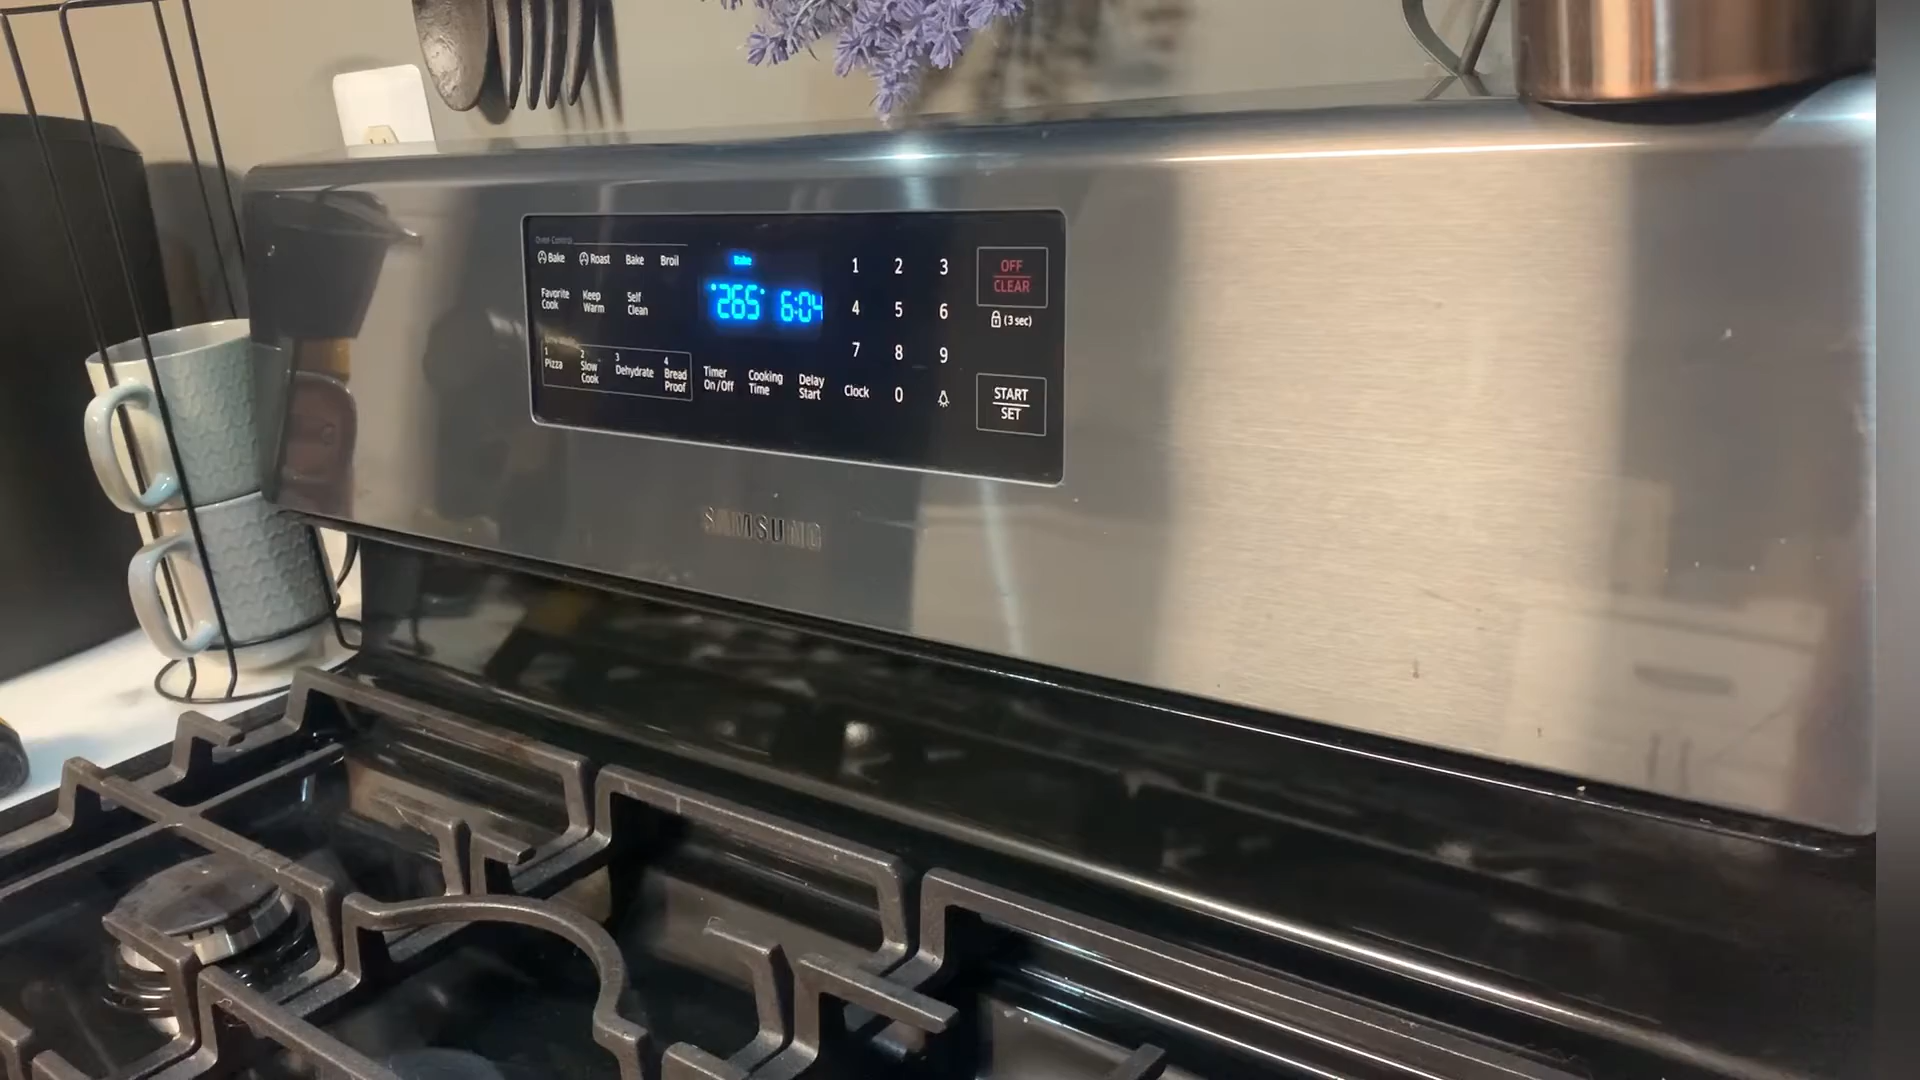 Oven Control
Bake Roast Bake Broil
Favorite Cook
Keep Warm
Self Clean
1 Pizza
2 Slow Cook
3 Dehydrate
4 Bread Proof
Bake
265° 6:04
Timer On/Off
Cooking Time
Delay Start
1 2 3
4 5 6
7 8 9
Clock 0
OFF
CLEAR
(3 sec)
START
SET
SAMSUNG